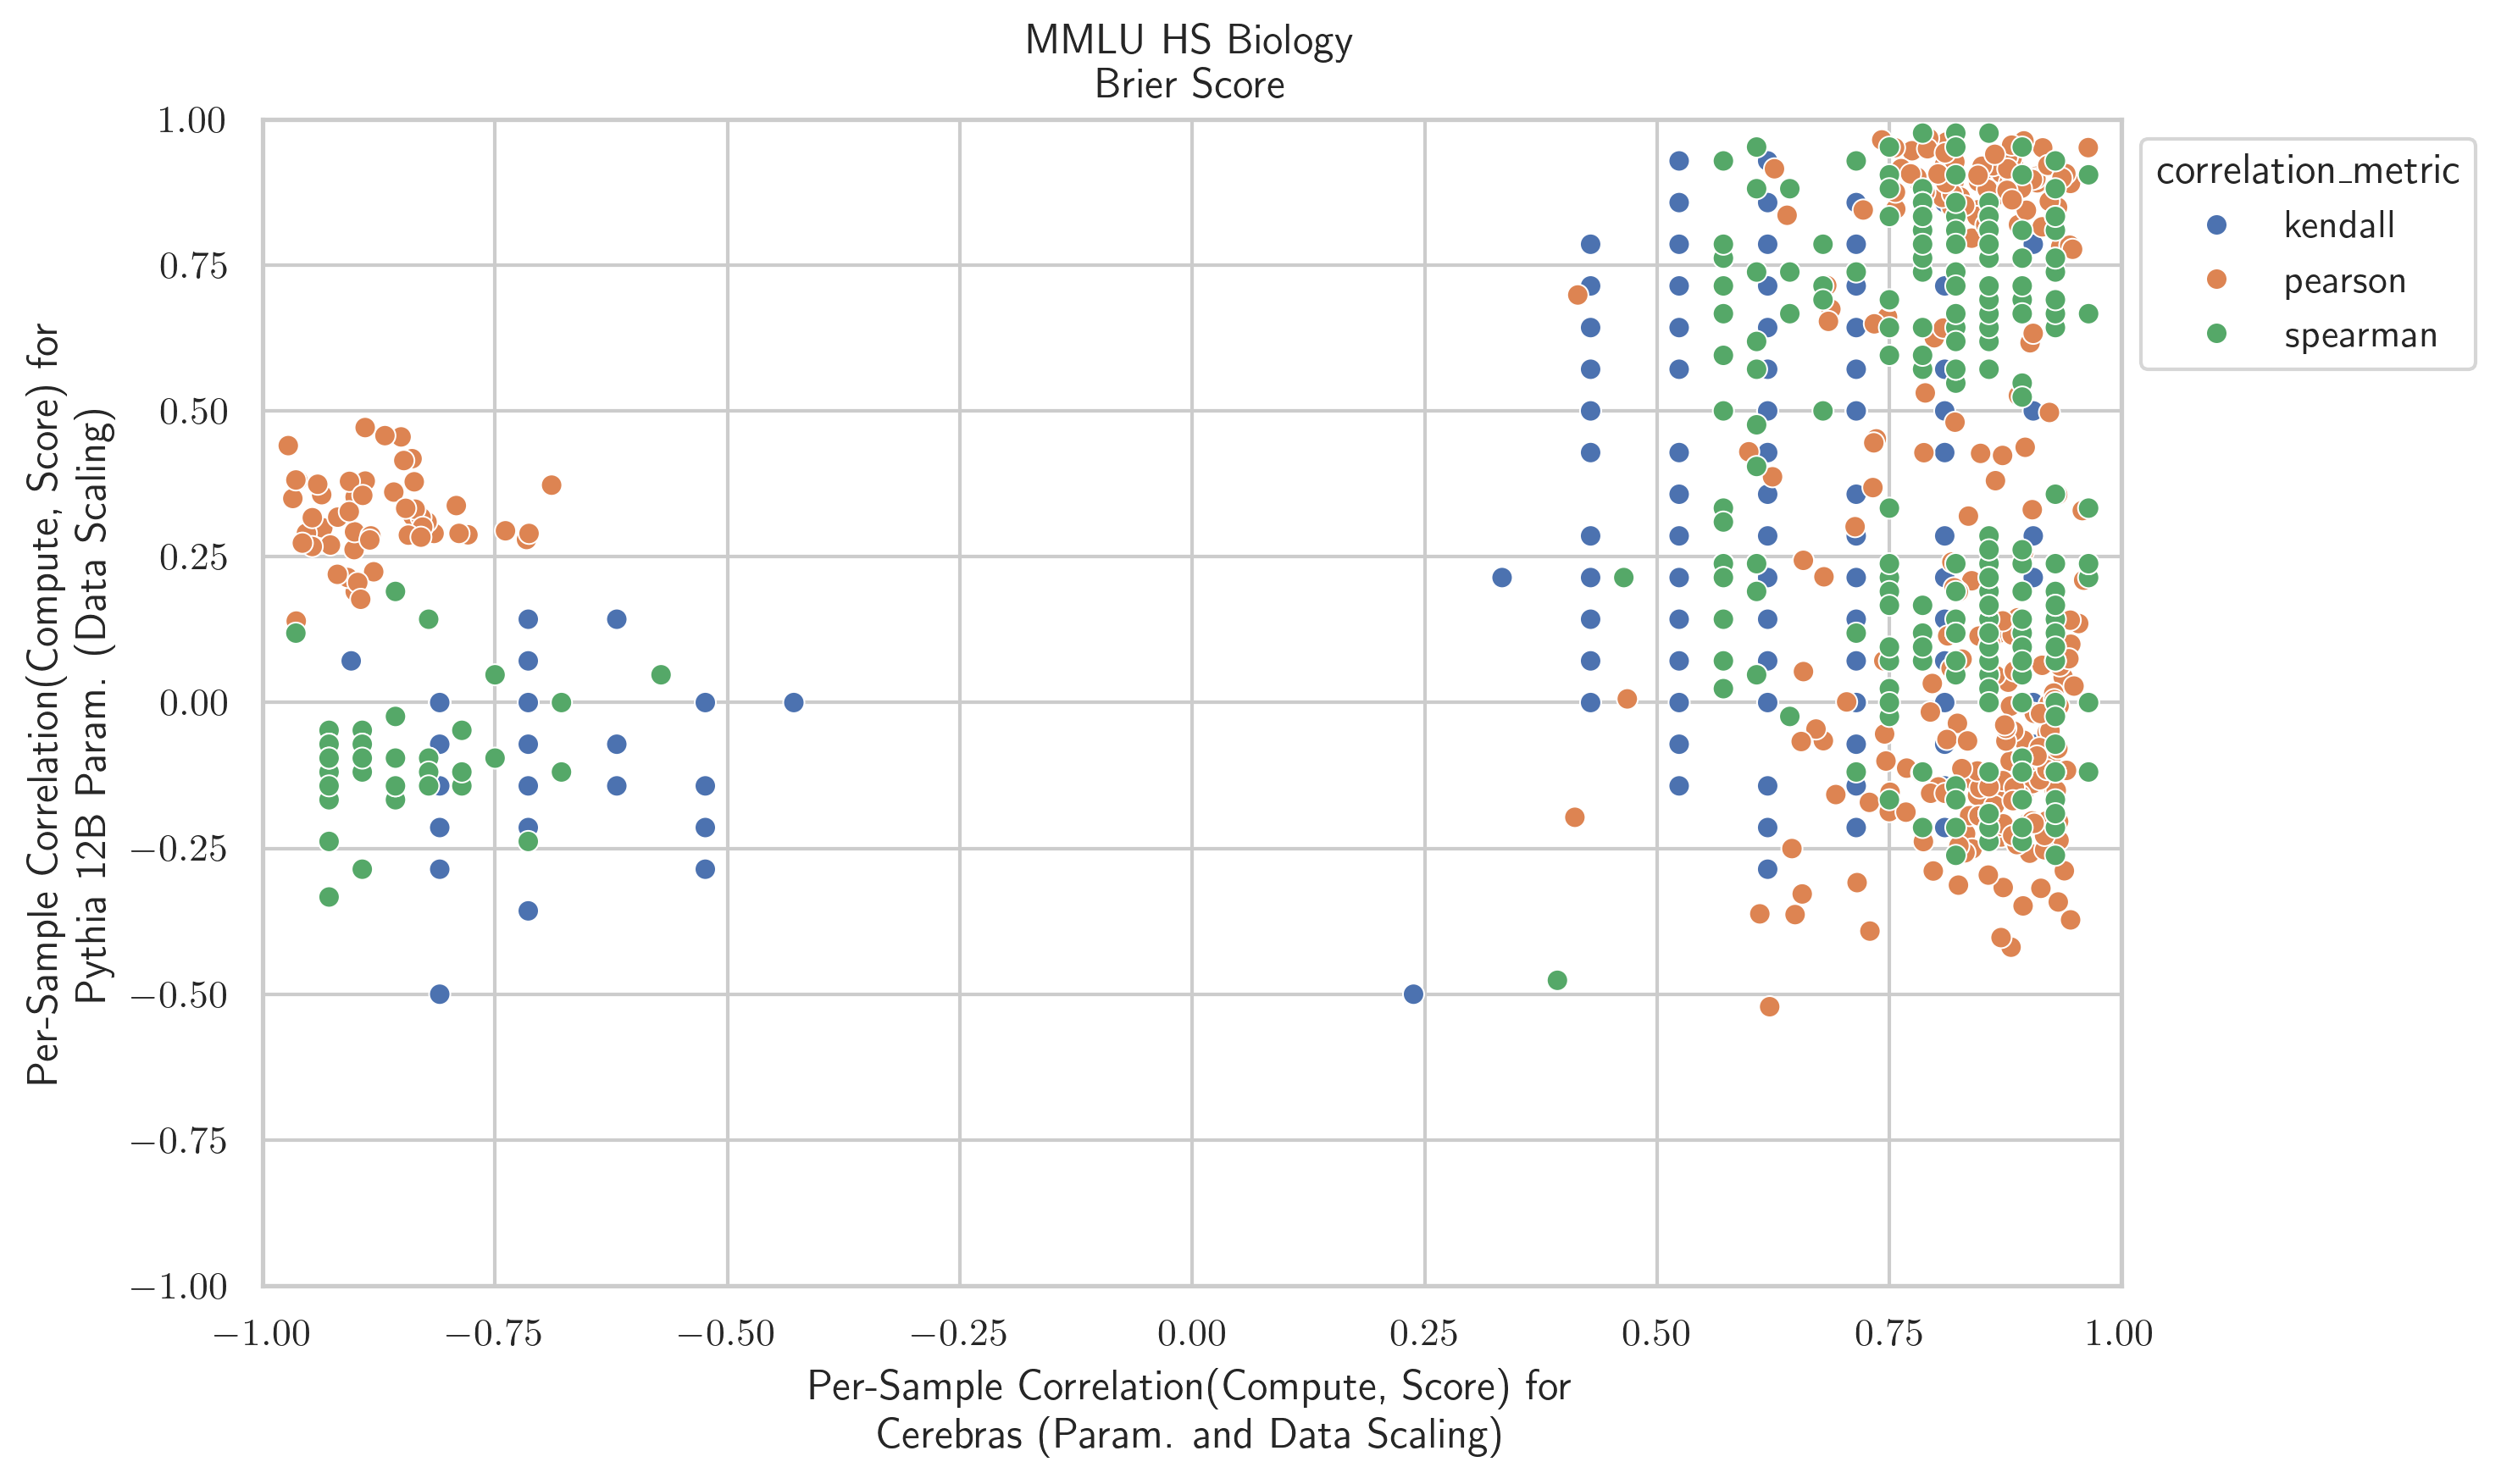 MMLU HS Biology
Brier Score
Per-Sample Correlation(Compute, Score) for
Pythia 12B Param. (Data Scaling)
1.00
0.75
0.50
0.25
0.00
−0.25
−0.50
−0.75
−1.00
correlation_metric
kendall
pearson
spearman
−1.00
−0.75
−0.50
−0.25
0.00
0.25
0.50
0.75
1.00
Per-Sample Correlation(Compute, Score) for
Cerebras (Param. and Data Scaling)